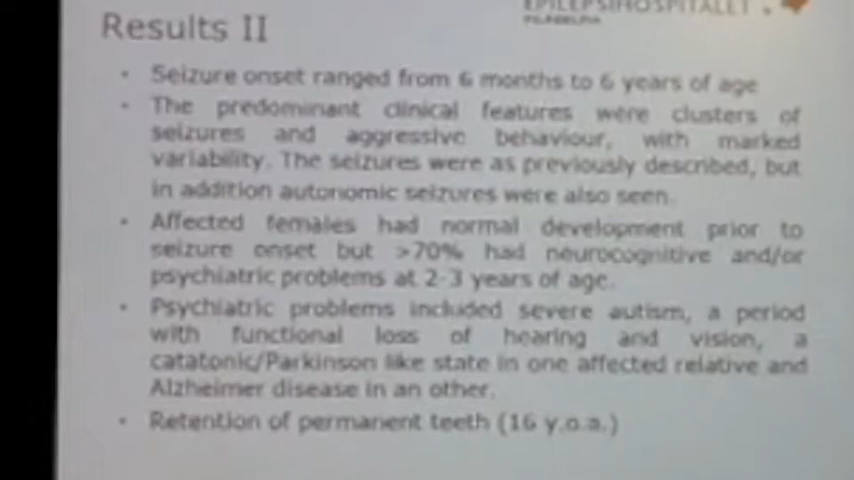 EPILEPSIHOSPITALET
FILADELFIA
Results II
• Seizure onset ranged from 6 months to 6 years of age
• The predominant clinical features were clusters of
seizures and aggressive behaviour, with marked
variability. The seizures were as previously described, but
in addition autonomic seizures were also seen.
• Affected females had normal development prior to
seizure onset but >70% had neurocognitive and/or
psychiatric problems at 2-3 years of age.
• Psychiatric problems included severe autism, a period
with functional loss of hearing and vision, a
catatonic/Parkinson like state in one affected relative and
Alzheimer disease in an other.
• Retention of permanent teeth (16 y.o.a.)